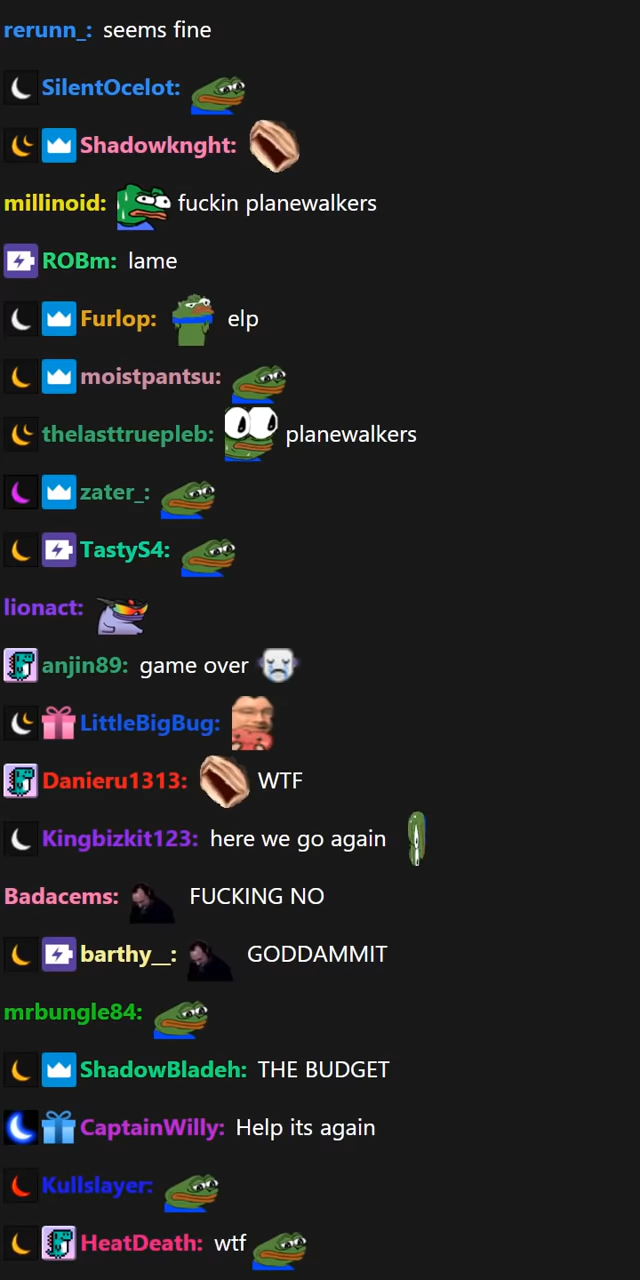 rerunn_: seems fine
SilentOcelot:
Shadowknght:
millinoid: fuckin planewalkers
ROBm: lame
Furlop: elp
moistpantsu:
thelasttruepleb: planewalkers
zater_:
TastyS4:
lionact:
anjin89: game over
LittleBigBug:
Danieru1313: WTF
Kingbizkit123: here we go again
Badacems: FUCKING NO
barthy__: GODDAMMIT
mrbungle84:
ShadowBladeh: THE BUDGET
CaptainWilly: Help its again
Kullslayer:
HeatDeath: wtf